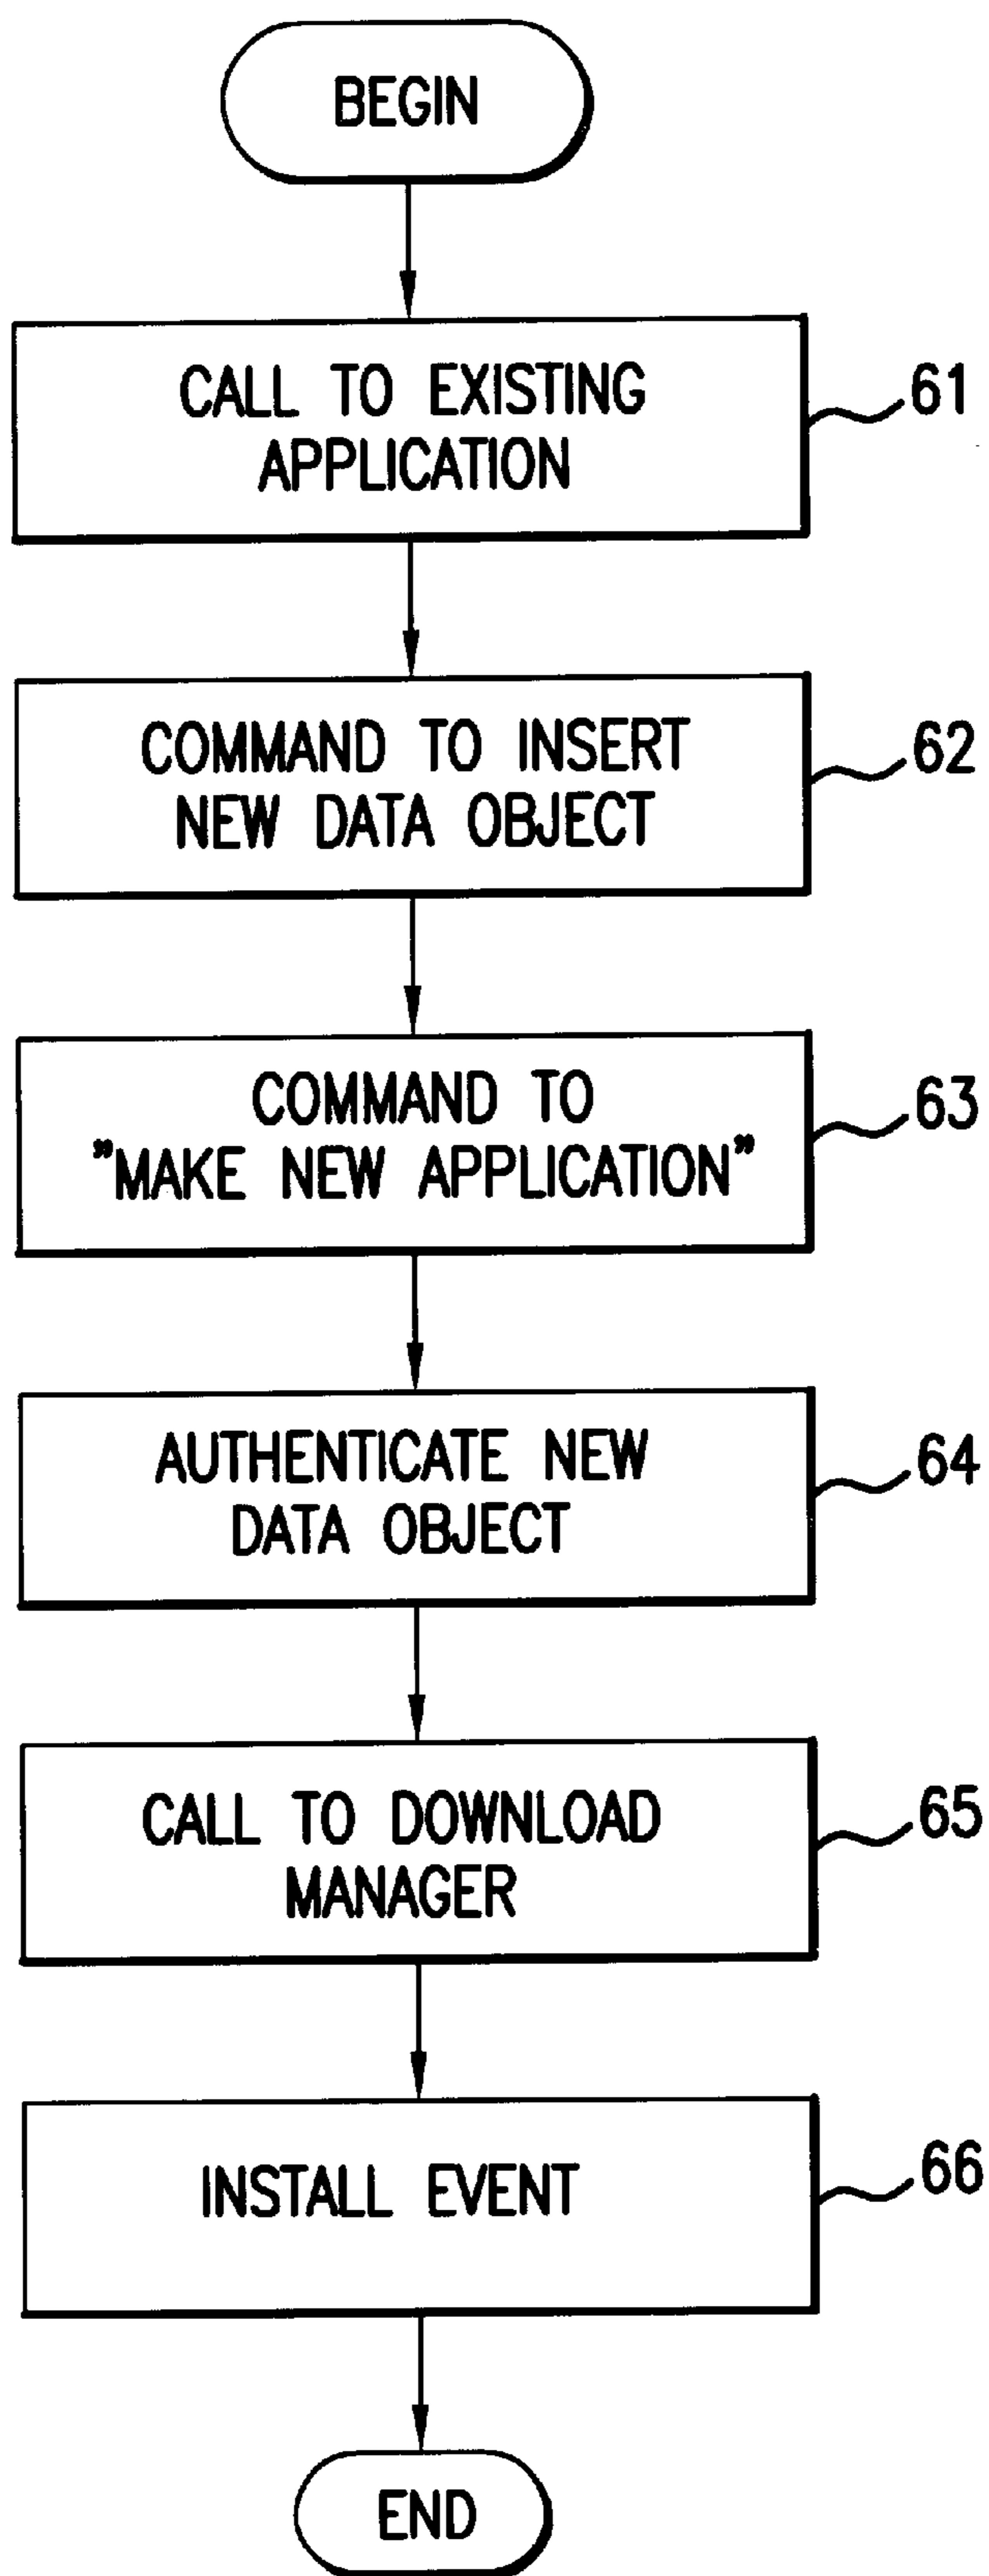 BEGIN
CALL TO EXISTING
APPLICATION
61
COMMAND TO INSERT
NEW DATA OBJECT
62
COMMAND TO
"MAKE NEW APPLICATION"
63
AUTHENTICATE NEW
DATA OBJECT
64
CALL TO DOWNLOAD
MANAGER
65
INSTALL EVENT
66
END